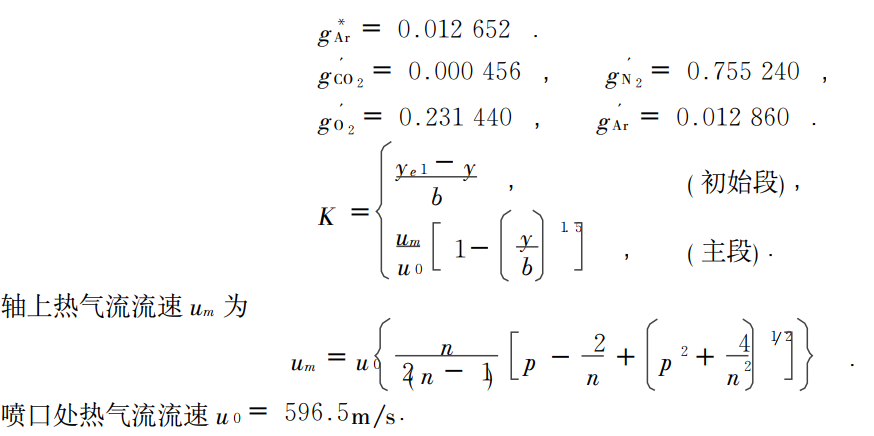 g*Ar = 0.012 652 .
g′CO2 = 0.000 456 , g′N2 = 0.755 240 ,
g′O2 = 0.231 440 , g′Ar = 0.012 860 .
K = { (ye1 − y)/b , (初始段) ,
um/u0 [ 1 − (y/b)^1.5 ] , (主段) .
轴上热气流流速 um 为
um = u0 { n/(2(n − 1)) [ p − 2/n + ( p^2 + 4/n^2 )^1/2 ] } .
喷口处热气流流速 u0 = 596.5m/s.